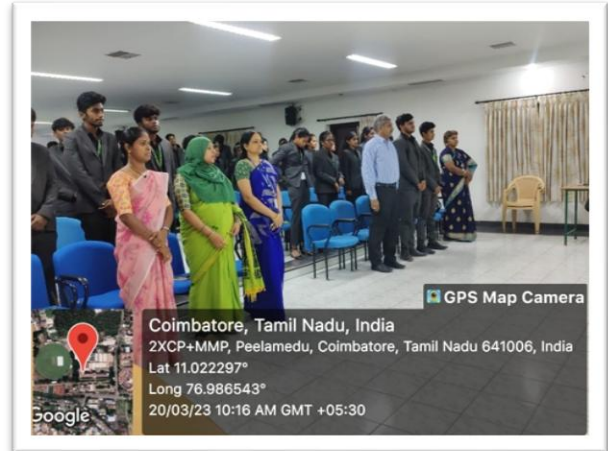 GPS Map Camera
Coimbatore, Tamil Nadu, India
2XCP+MMP, Peelamedu, Coimbatore, Tamil Nadu 641006, India
Lat 11.022297°
Long 76.986543°
20/03/23 10:16 AM GMT +05:30
Google